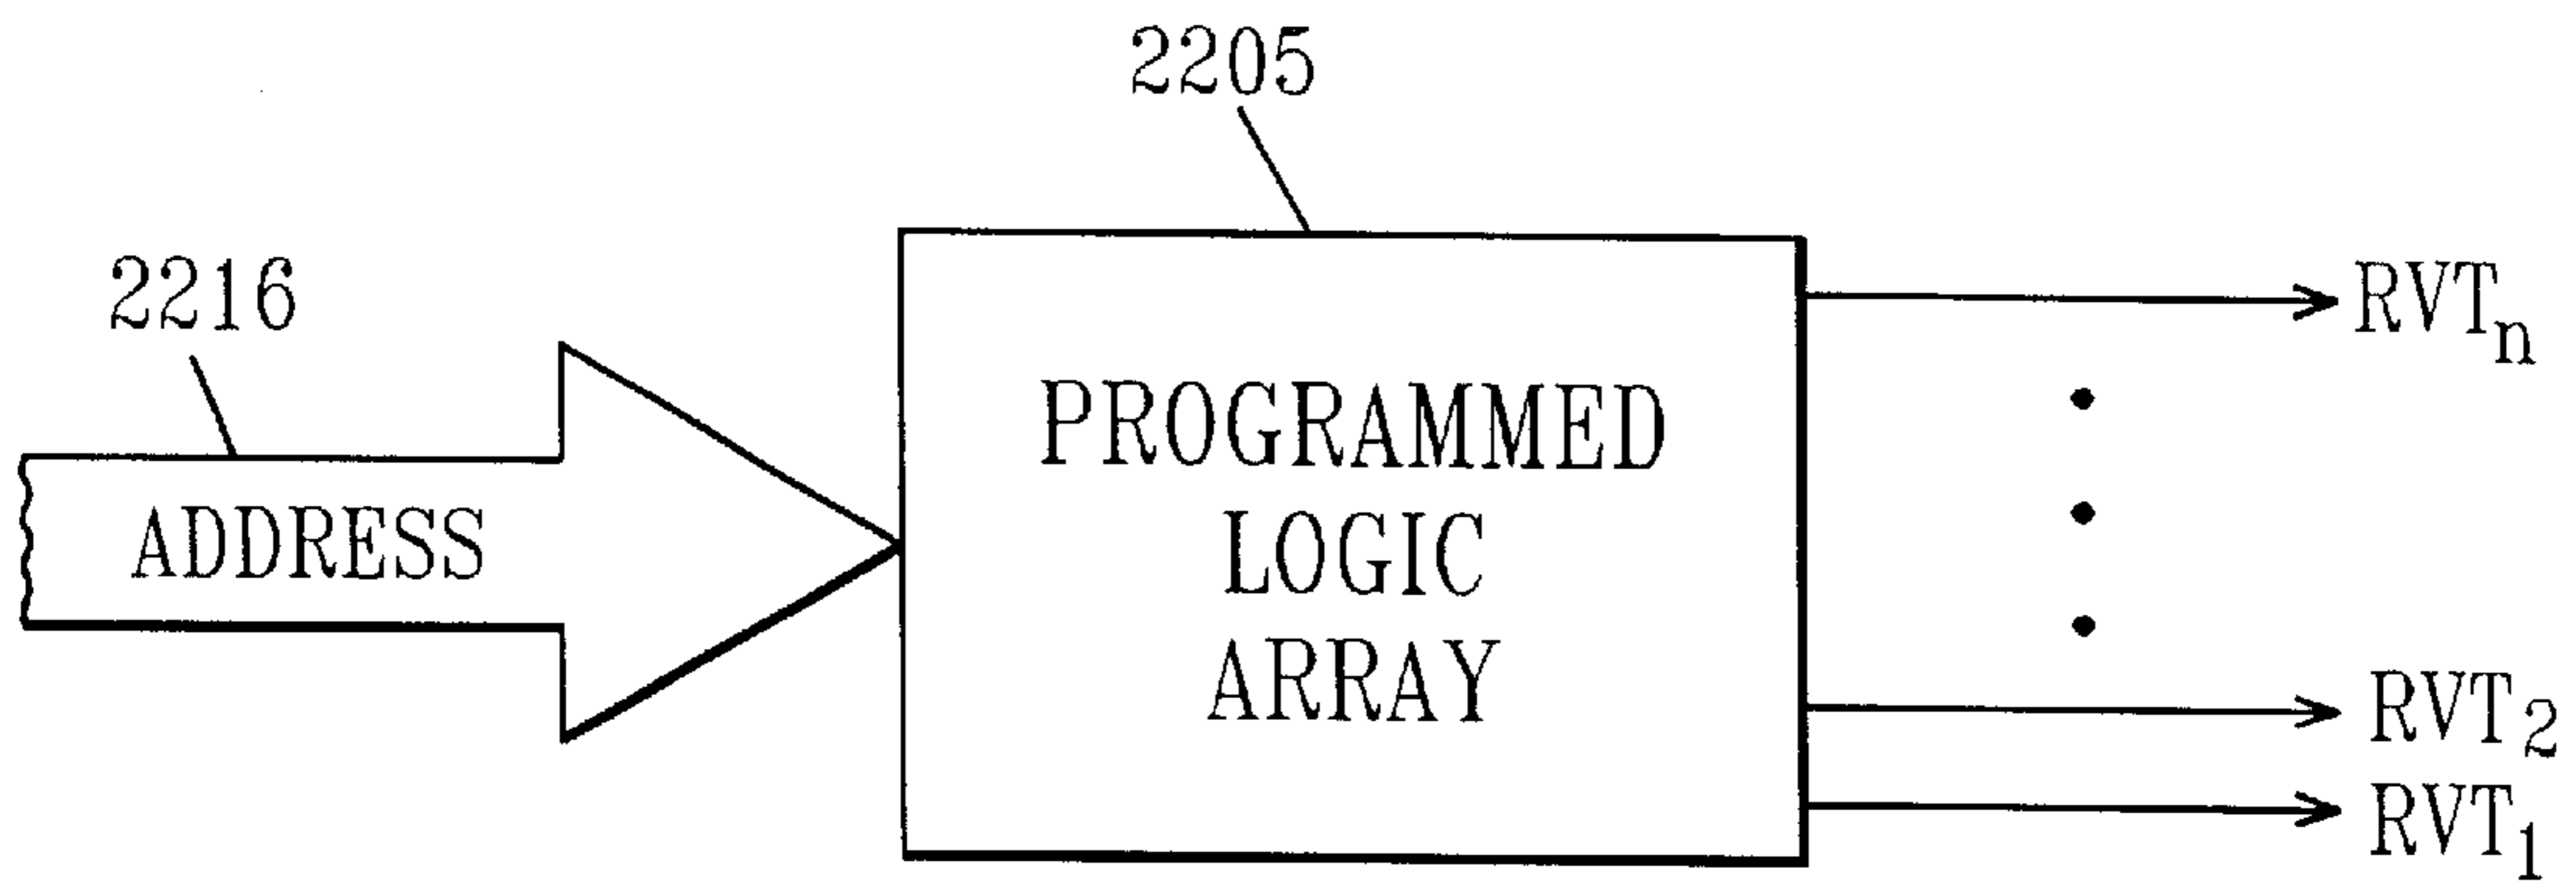 2205
2216
ADDRESS
PROGRAMMED
LOGIC
ARRAY
RVTn
RVT2
RVT1